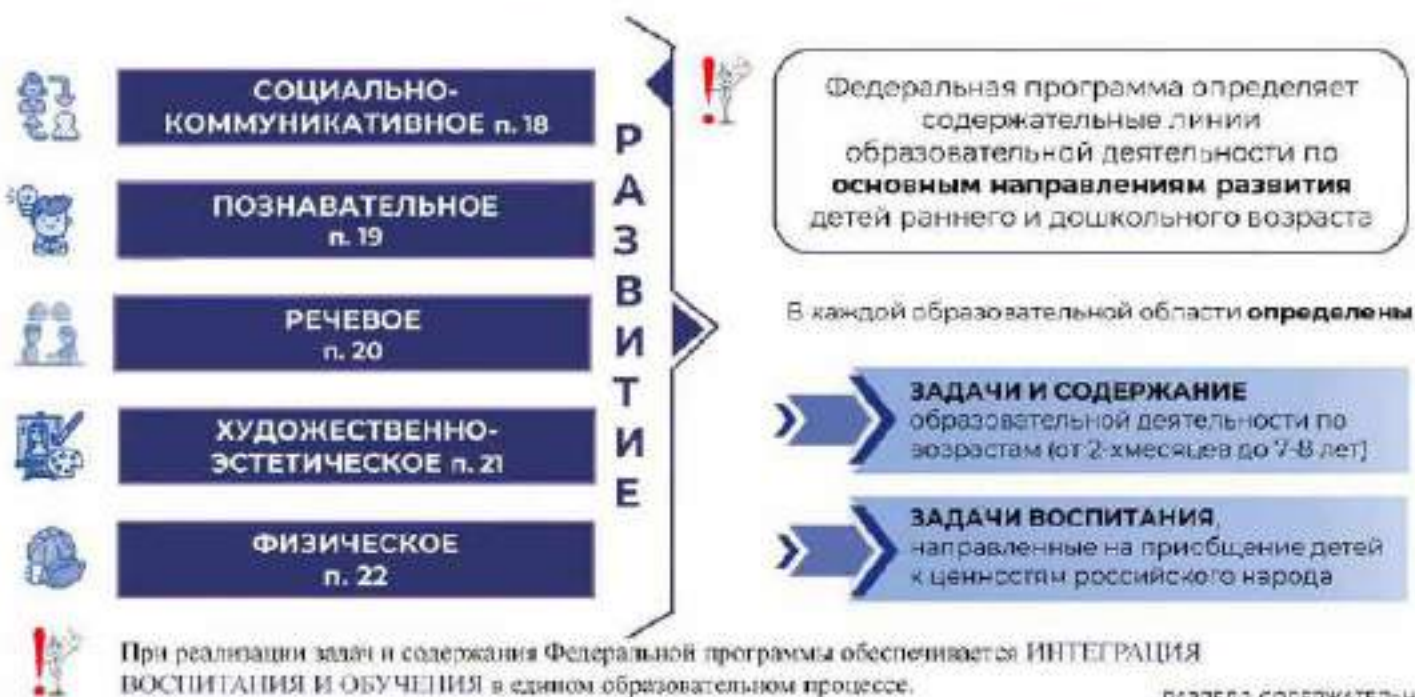 СОЦИАЛЬНО-
КОММУНИКАТИВНОЕ п. 18
ПОЗНАВАТЕЛЬНОЕ
п. 19
РЕЧЕВОЕ
п. 20
ХУДОЖЕСТВЕННО-
ЭСТЕТИЧЕСКОЕ п. 21
ФИЗИЧЕСКОЕ
п. 22
РАЗВИТИЕ
Федеральная программа определяет
содержательные линии
образовательной деятельности по
основным направлениям развития
детей раннего и дошкольного возраста
В каждой образовательной области определены
ЗАДАЧИ И СОДЕРЖАНИЕ
образовательной деятельности по
возрастам (от 2-хмесяцев до 7-8 лет)
ЗАДАЧИ ВОСПИТАНИЯ,
направленные на приобщение детей
к ценностям российского народа
При реализации задач и содержания Федеральной программы обеспечивается ИНТЕГРАЦИЯ
ВОСПИТАНИЯ И ОБУЧЕНИЯ в едином образовательном процессе.